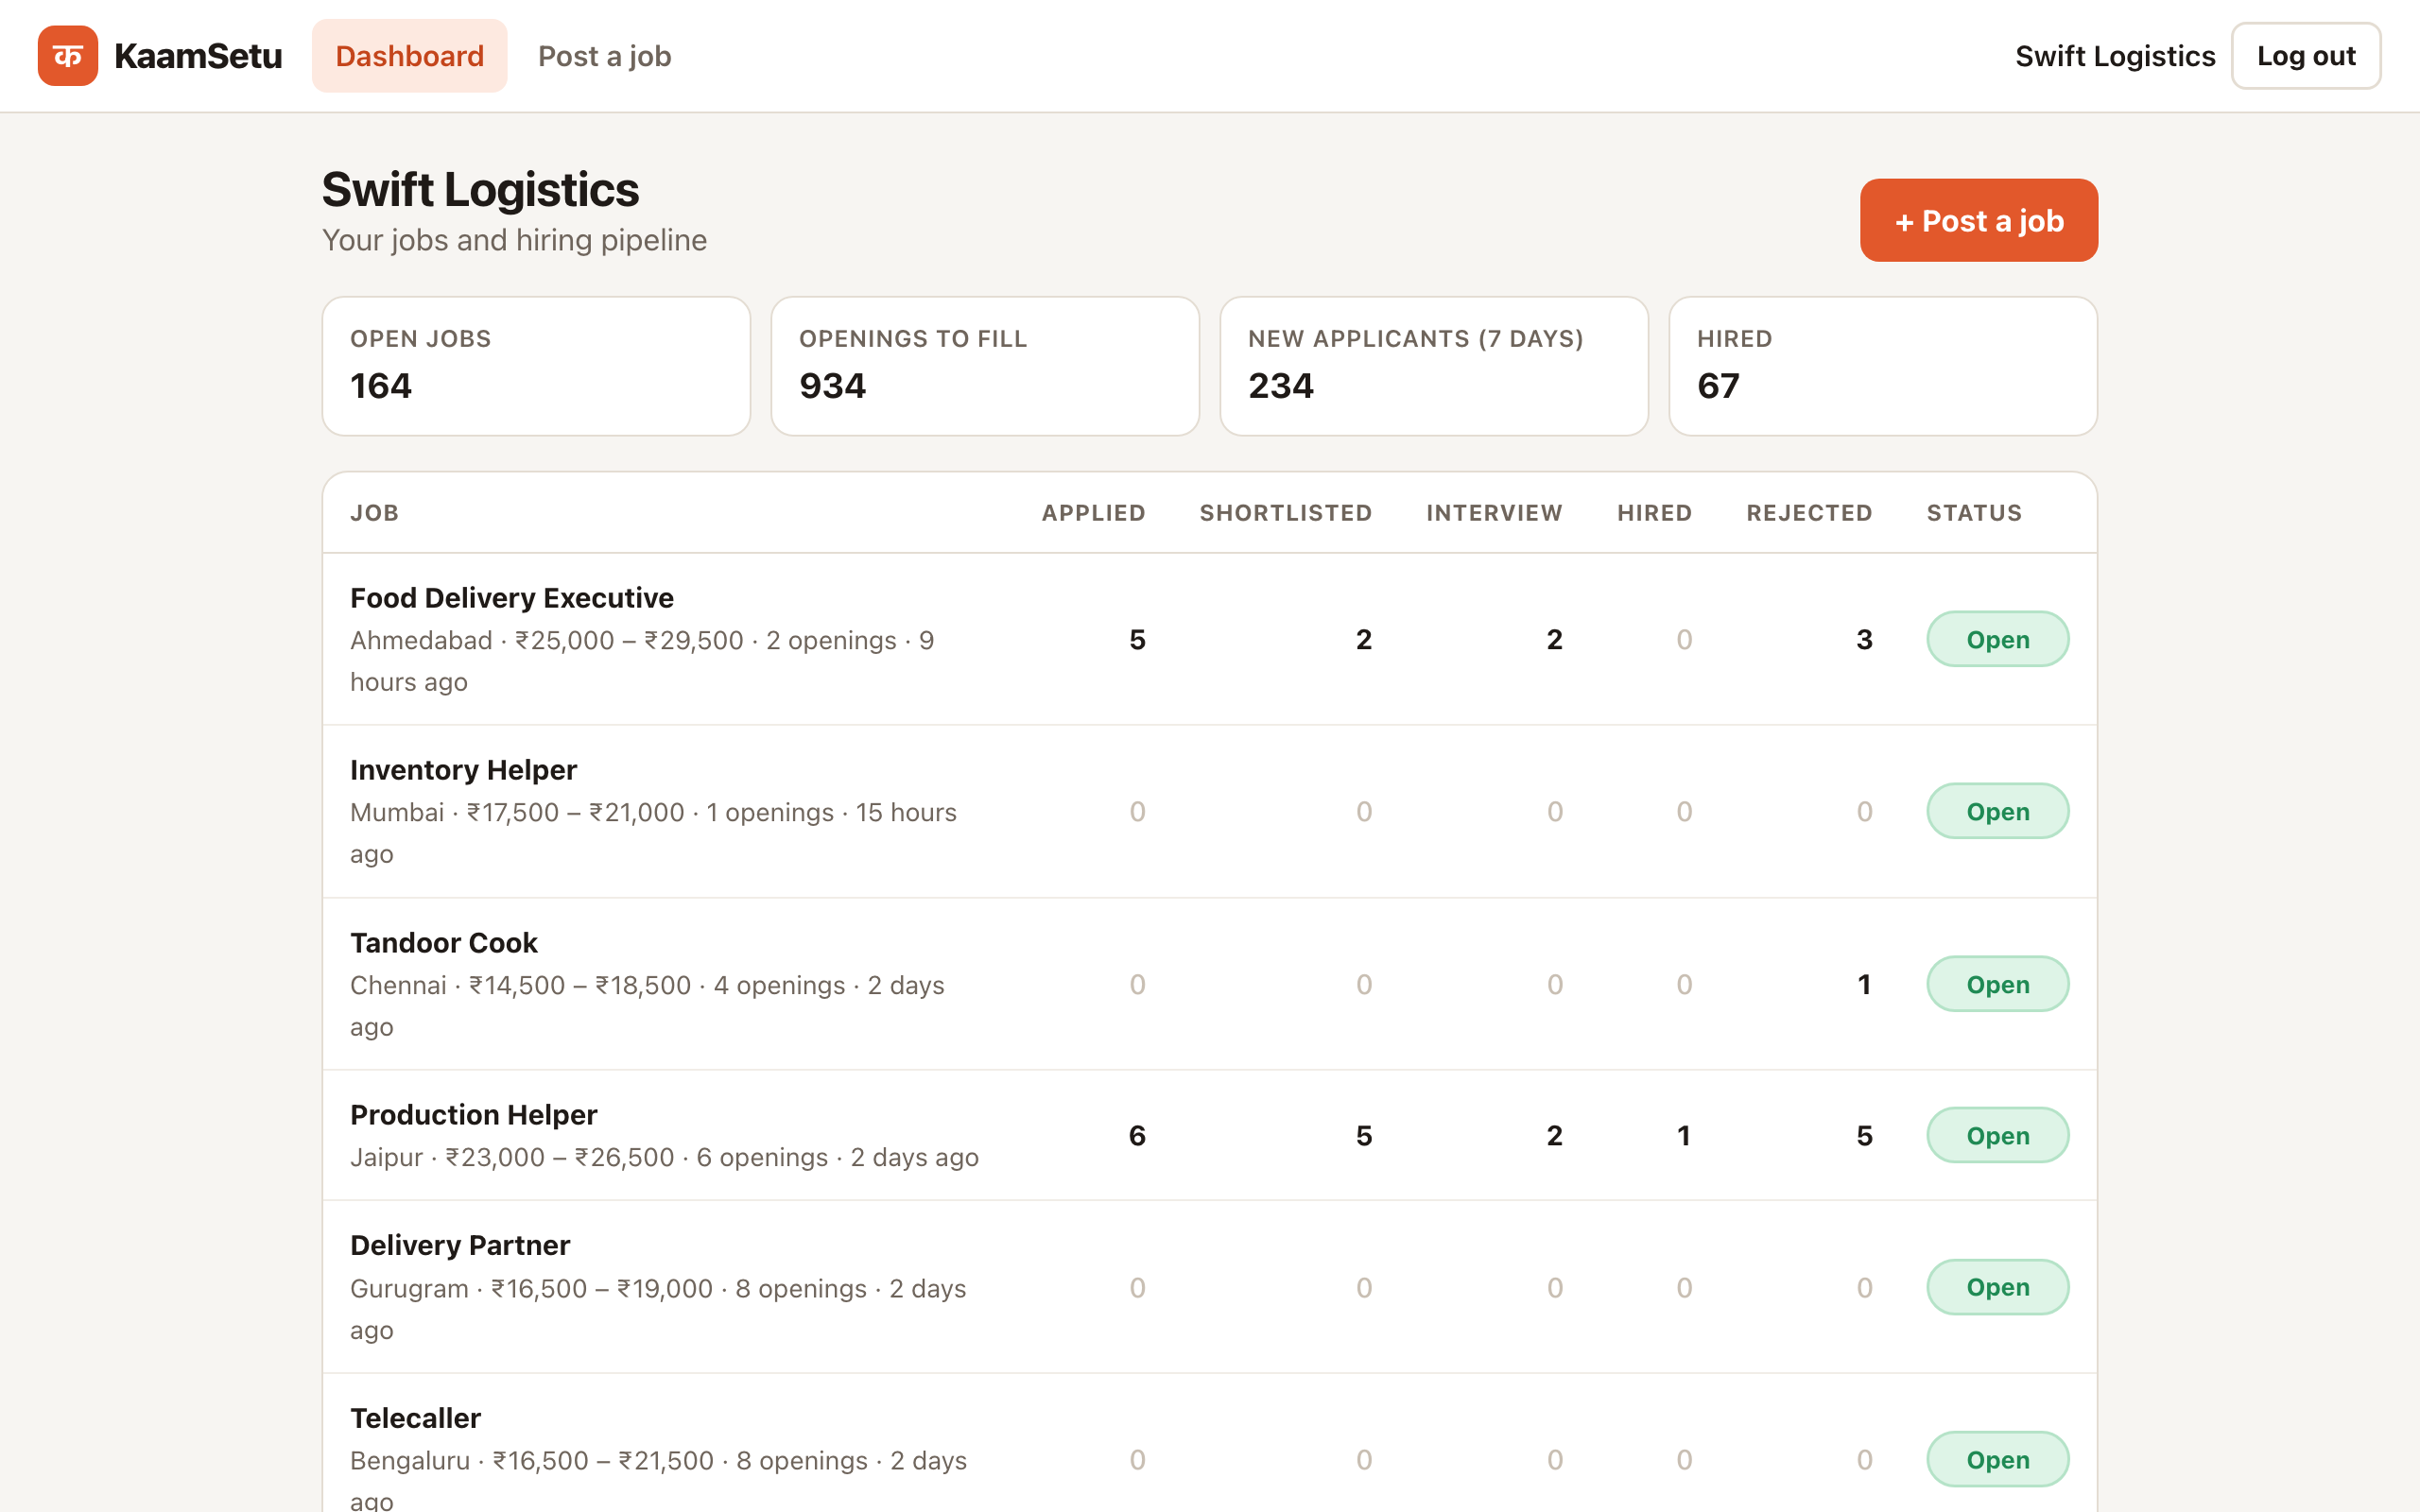 क KaamSetu Dashboard Post a job Swift Logistics Log out
Swift Logistics
Your jobs and hiring pipeline
+ Post a job
OPEN JOBS
164
OPENINGS TO FILL
934
NEW APPLICANTS (7 DAYS)
234
HIRED
67
JOB APPLIED SHORTLISTED INTERVIEW HIRED REJECTED STATUS
Food Delivery Executive
Ahmedabad · ₹25,000 – ₹29,500 · 2 openings · 9
hours ago
5 2 2 0 3 Open
Inventory Helper
Mumbai · ₹17,500 – ₹21,000 · 1 openings · 15 hours
ago
0 0 0 0 0 Open
Tandoor Cook
Chennai · ₹14,500 – ₹18,500 · 4 openings · 2 days
ago
0 0 0 0 1 Open
Production Helper
Jaipur · ₹23,000 – ₹26,500 · 6 openings · 2 days ago
6 5 2 1 5 Open
Delivery Partner
Gurugram · ₹16,500 – ₹19,000 · 8 openings · 2 days
ago
0 0 0 0 0 Open
Telecaller
Bengaluru · ₹16,500 – ₹21,500 · 8 openings · 2 days
ago
0 0 0 0 0 Open